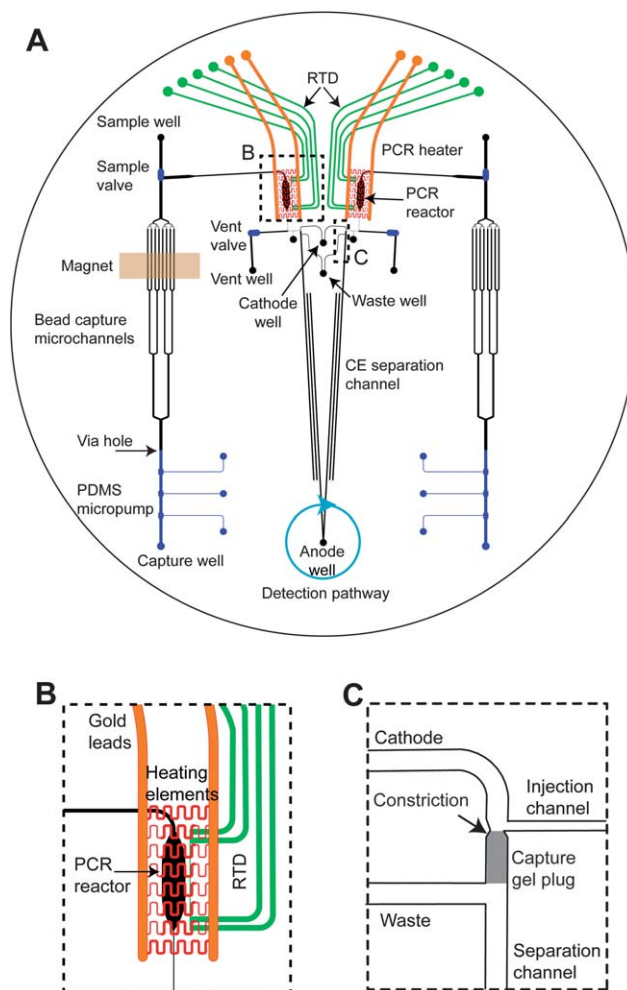 A
RTD
Sample well
Sample
valve
B
PCR heater
PCR
reactor
Vent
valve
C
Magnet
Vent well
Cathode
well
Waste well
Bead capture
microchannels
CE separation
channel
Via hole
PDMS
micropump
Capture well
Anode
well
Detection pathway
B
Gold
leads
Heating
elements
PCR
reactor
RTD
C
Cathode
Injection
channel
Constriction
Capture
gel plug
Waste
Separation
channel